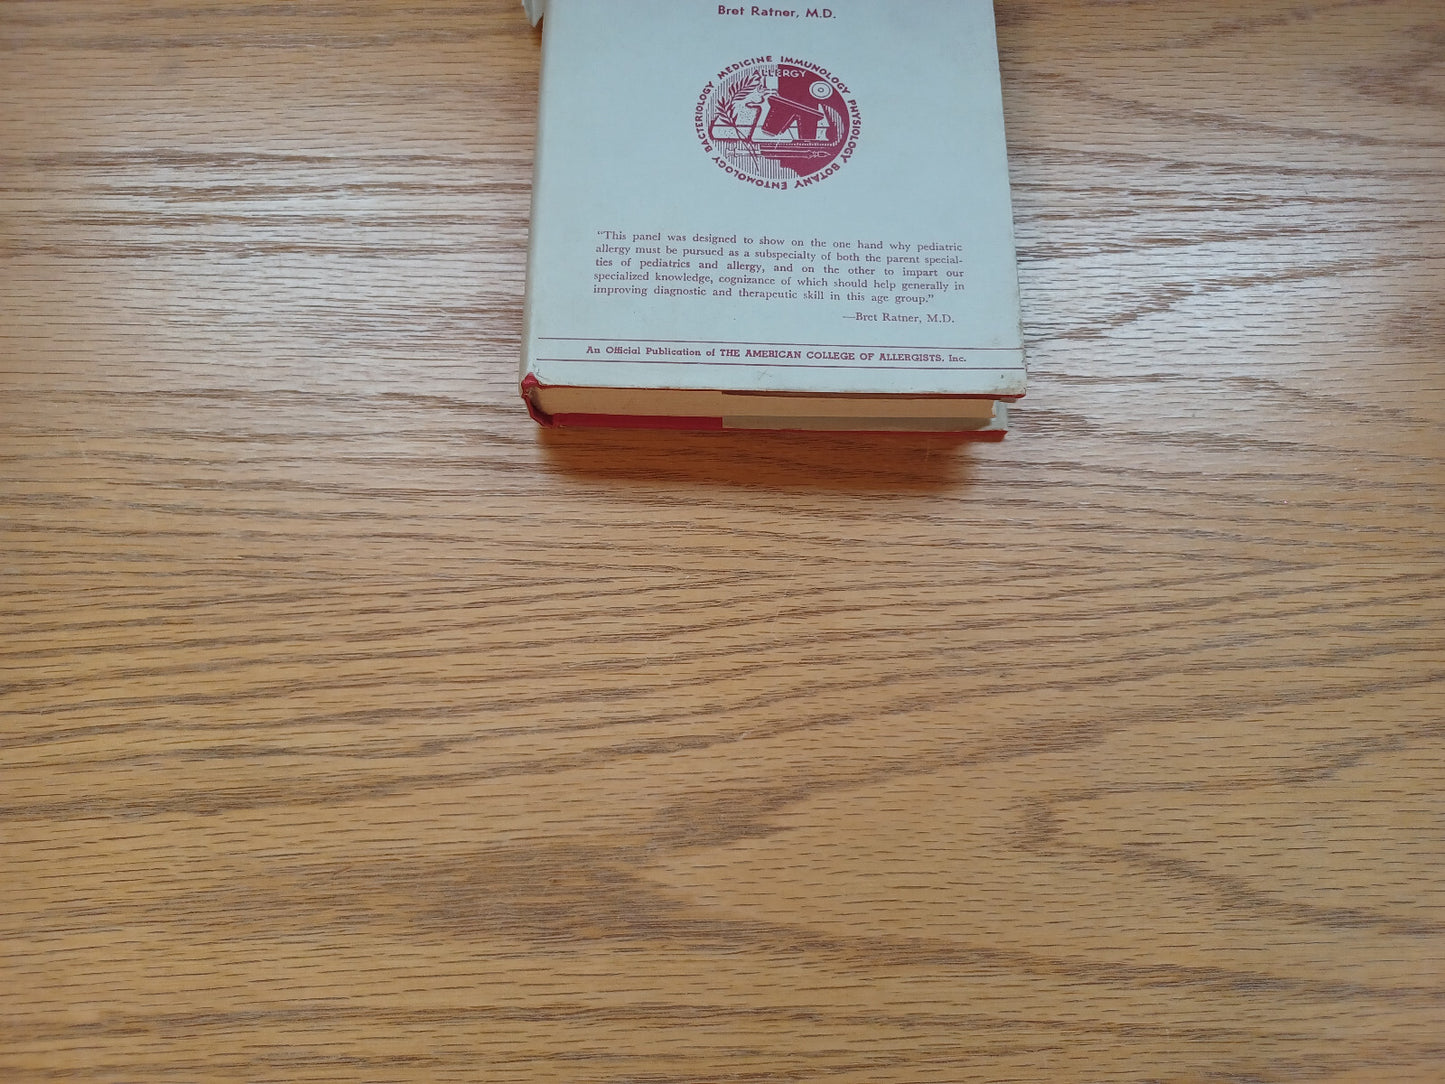 Bret Ratner, M.D.
BACTERIOLOGY MEDICINE IMMUNOLOGY PHYSIOLOGY BOTANY ENTOMOLOGY
ALLERGY
“This panel was designed to show on the one hand why pediatric
allergy must be pursued as a subspecialty of both the parent special-
ties of pediatrics and allergy, and on the other to impart our
specialized knowledge, cognizance of which should help generally in
improving diagnostic and therapeutic skill in this age group.”
—Bret Ratner, M.D.
An Official Publication of THE AMERICAN COLLEGE OF ALLERGISTS, Inc.